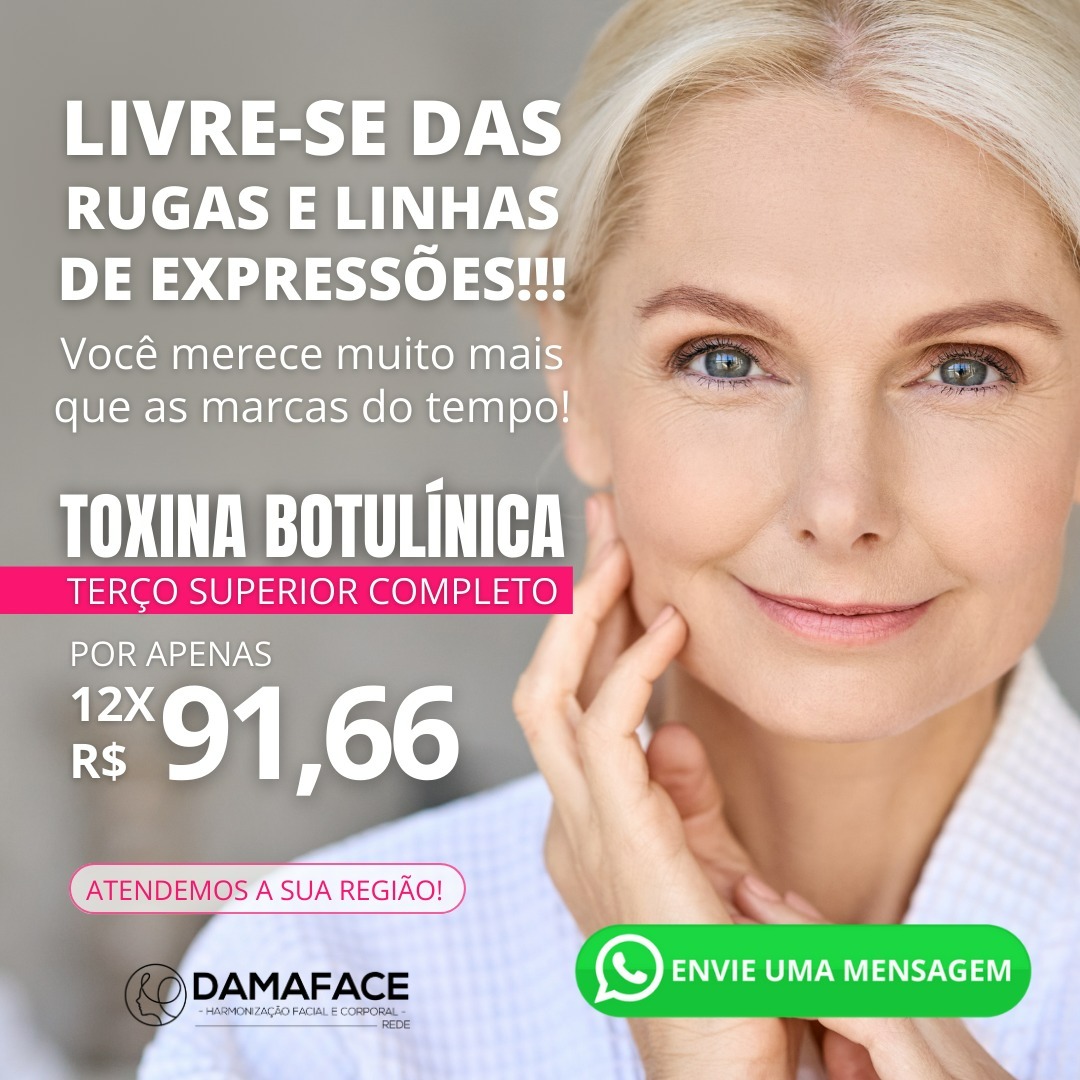 LIVRE-SE DAS
RUGAS E LINHAS
DE EXPRESSÕES!!!
Você merece muito mais
que as marcas do tempo!
TOXINA BOTULÍNICA
TERÇO SUPERIOR COMPLETO
POR APENAS
12X
R$ 91,66
ATENDEMOS A SUA REGIÃO!
DAMAFACE
- HARMONIZAÇÃO FACIAL E CORPORAL -
REDE
ENVIE UMA MENSAGEM